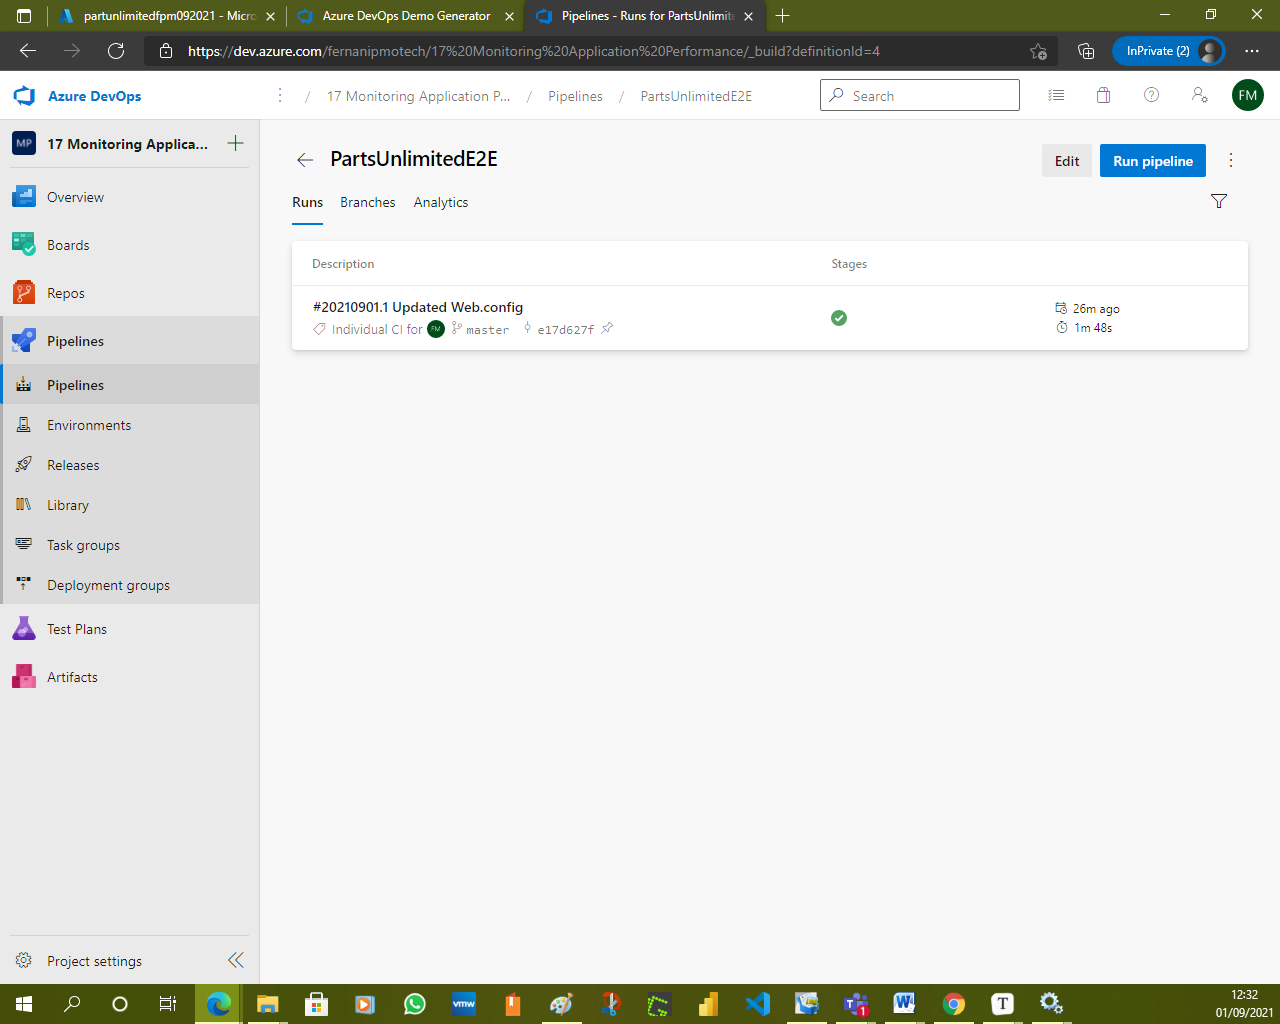 partunlimitedfpm092021 - Micro
Azure DevOps Demo Generator
Pipelines - Runs for PartsUnlimite
https://dev.azure.com/fernanipmotech/17%20Monitoring%20Application%20Performance/_build?definitionId=4
InPrivate (2)
Azure DevOps
/ 17 Monitoring Application P... / Pipelines / PartsUnlimitedE2E
Search
FM
MP 17 Monitoring Applica...
Overview
Boards
Repos
Pipelines
Pipelines
Environments
Releases
Library
Task groups
Deployment groups
Test Plans
Artifacts
Project settings
PartsUnlimitedE2E
Edit
Run pipeline
Runs Branches Analytics
Description Stages
#20210901.1 Updated Web.config
Individual CI for FM master e17d627f
26m ago
1m 48s
vmw
1
T
12:32
01/09/2021